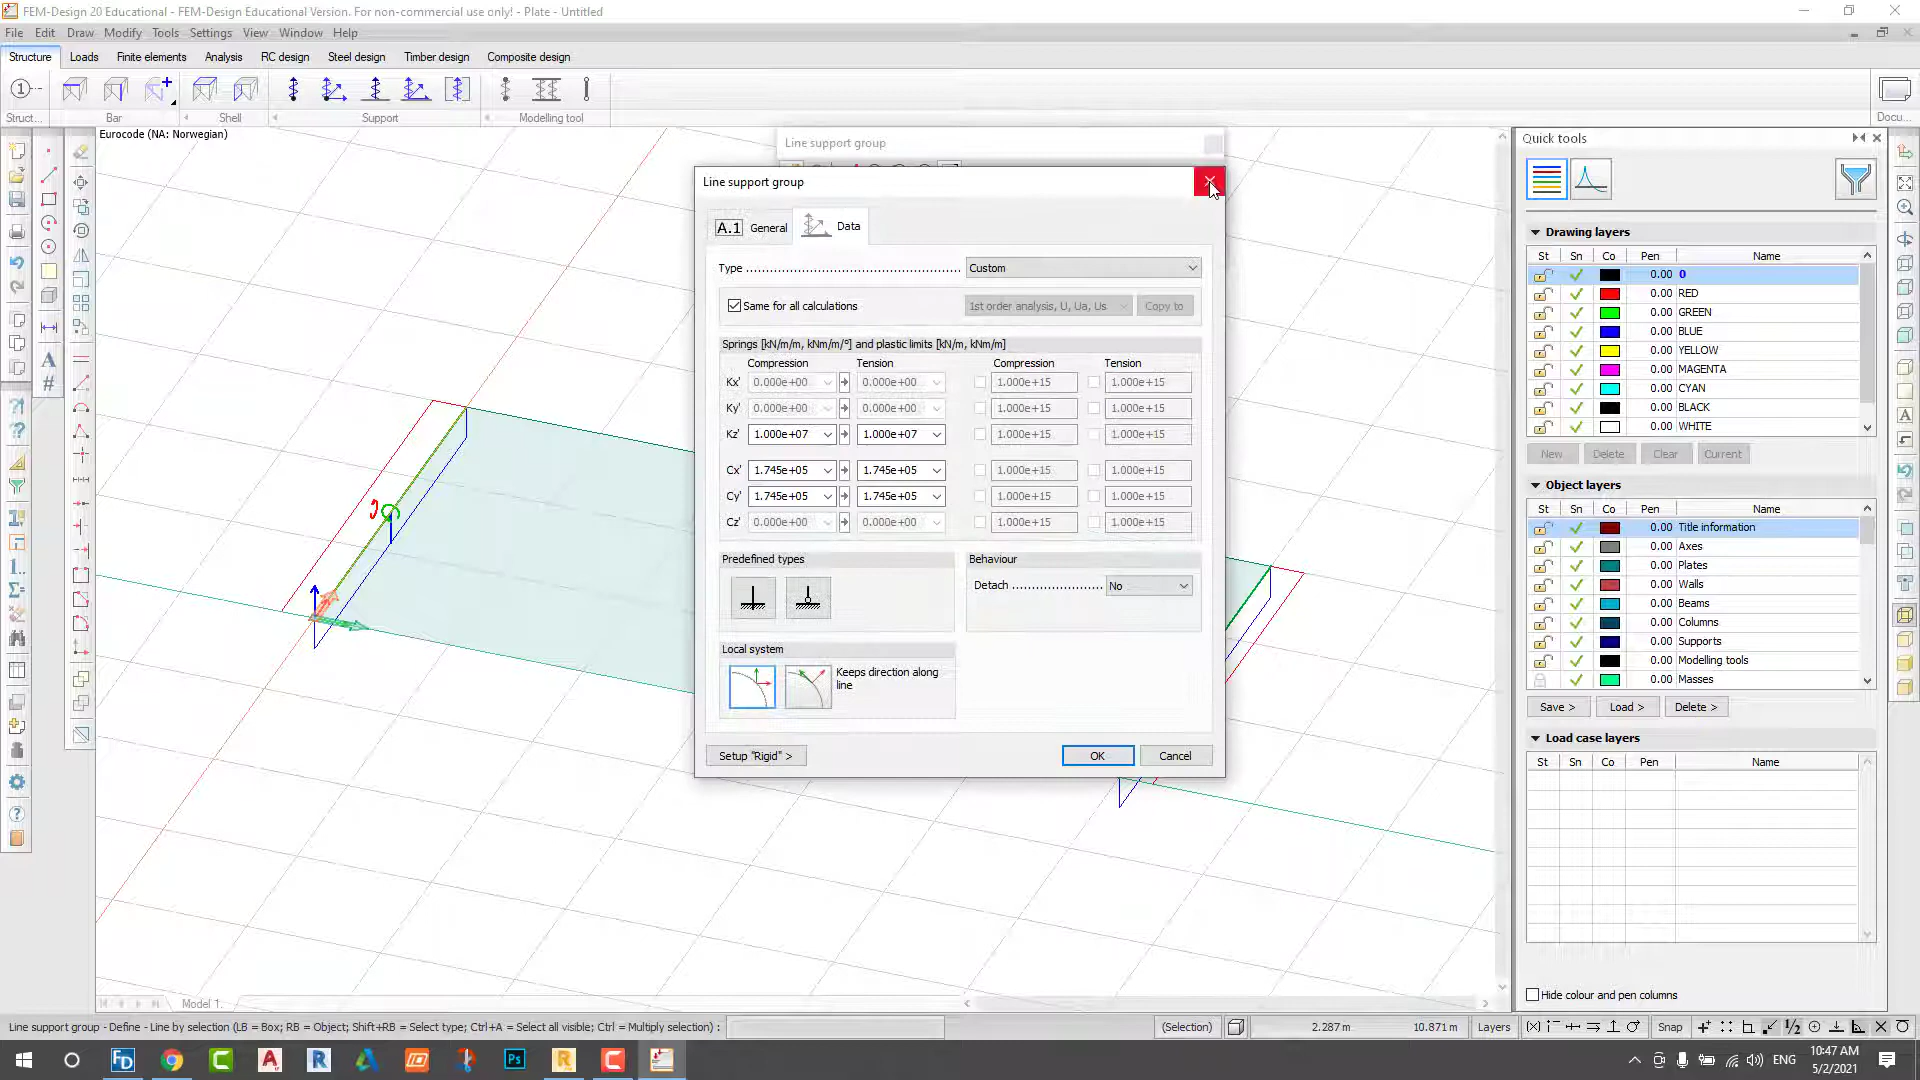 FEM-Design 20 Educational - FEM-Design Educational Version. For non-commercial use only! - Plate - Untitled
File Edit Draw Modify Tools Settings View Window Help
Structure Loads Finite elements Analysis RC design Steel design Timber design Composite design
Struct... Bar Shell Support Modelling tool Docu...
Eurocode (NA: Norwegian)
Line support group
Line support group
A.1 General Data
Type Custom
Same for all calculations 1st order analysis, U, Ua, Us Copy to
Springs [kN/m/m, kNm/m/°] and plastic limits [kN/m, kNm/m]
Compression Tension Compression Tension
Kx' 0.000e+00 0.000e+00 1.000e+15 1.000e+15
Ky' 0.000e+00 0.000e+00 1.000e+15 1.000e+15
Kz' 1.000e+07 1.000e+07 1.000e+15 1.000e+15
Cx' 1.745e+05 1.745e+05 1.000e+15 1.000e+15
Cy' 1.745e+05 1.745e+05 1.000e+15 1.000e+15
Cz' 0.000e+00 0.000e+00 1.000e+15 1.000e+15
Predefined types Behaviour
Detach No
Local system
Keeps direction along
line
Setup "Rigid" > OK Cancel
Quick tools
Drawing layers
St Sn Co Pen Name
0.00 0
0.00 RED
0.00 GREEN
0.00 BLUE
0.00 YELLOW
0.00 MAGENTA
0.00 CYAN
0.00 BLACK
0.00 WHITE
New Delete Clear Current
Object layers
St Sn Co Pen Name
0.00 Title information
0.00 Axes
0.00 Plates
0.00 Walls
0.00 Beams
0.00 Columns
0.00 Supports
0.00 Modelling tools
0.00 Masses
Save > Load > Delete >
Load case layers
St Sn Co Pen Name
Hide colour and pen columns
Model 1.
Line support group - Define - Line by selection (LB = Box; RB = Object; Shift+RB = Select type; Ctrl+A = Select all visible; Ctrl = Multiply selection) :
(Selection) 2.287 m 10.871 m Layers Snap
ENG 10:47 AM
5/2/2021